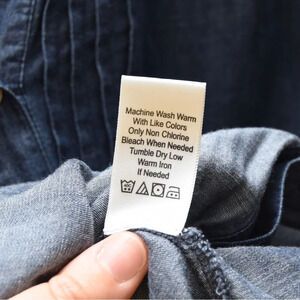 Machine Wash Warm
With Like Colors
Only Non Chlorine
Bleach When Needed
Tumble Dry Low
Warm Iron
If Needed